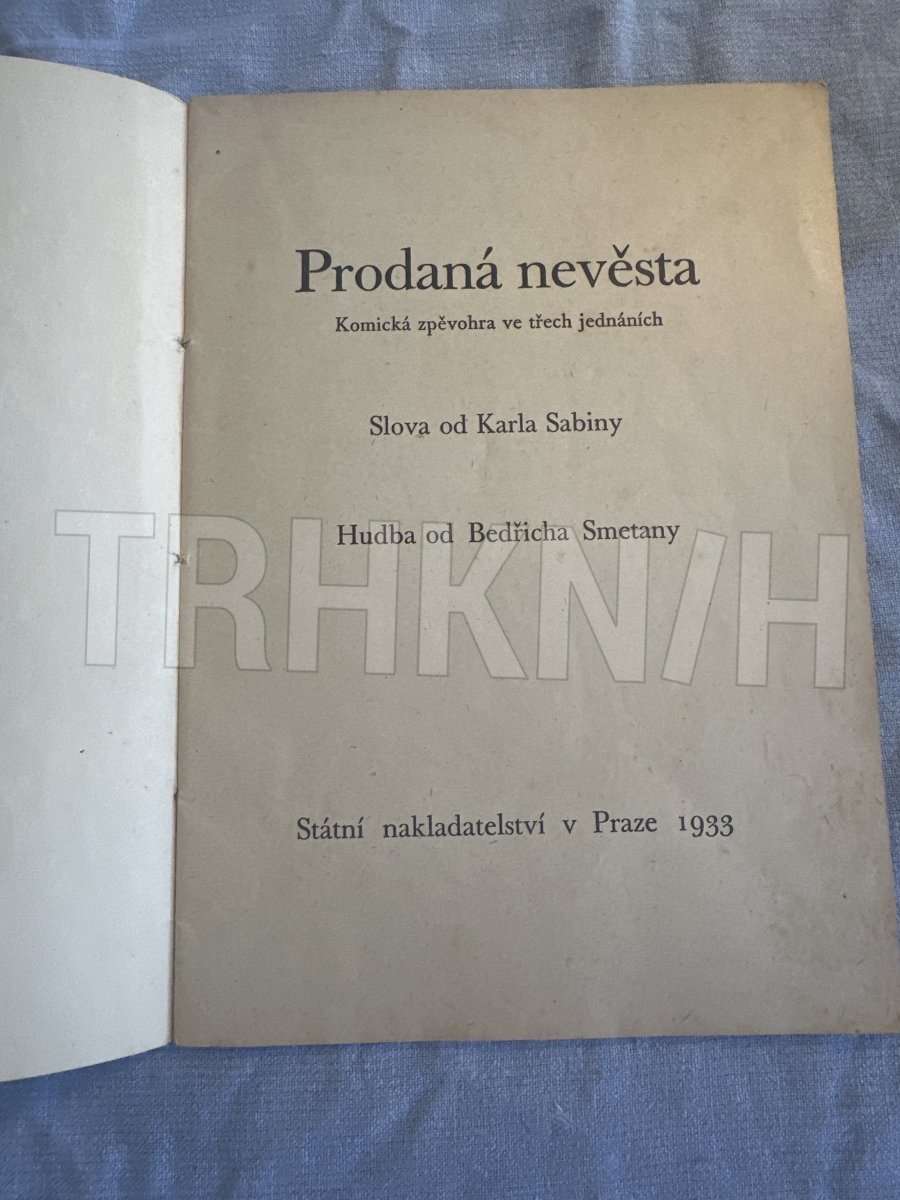 Prodaná nevěsta
Komická zpěvohra ve třech jednáních
Slova od Karla Sabiny
Hudba od Bedřicha Smetany
TRHKN/H
Státní nakladatelství v Praze 1933